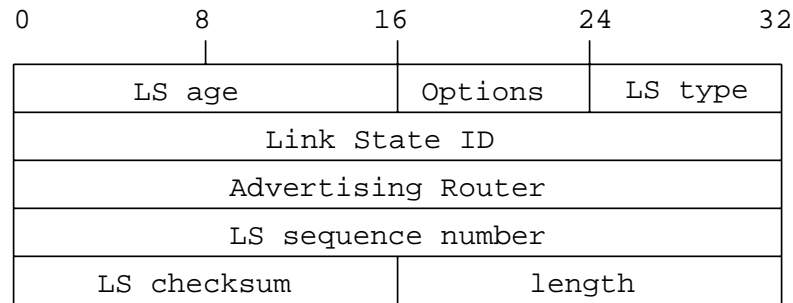 0 8 16 24 32
LS age Options LS type
Link State ID
Advertising Router
LS sequence number
LS checksum length